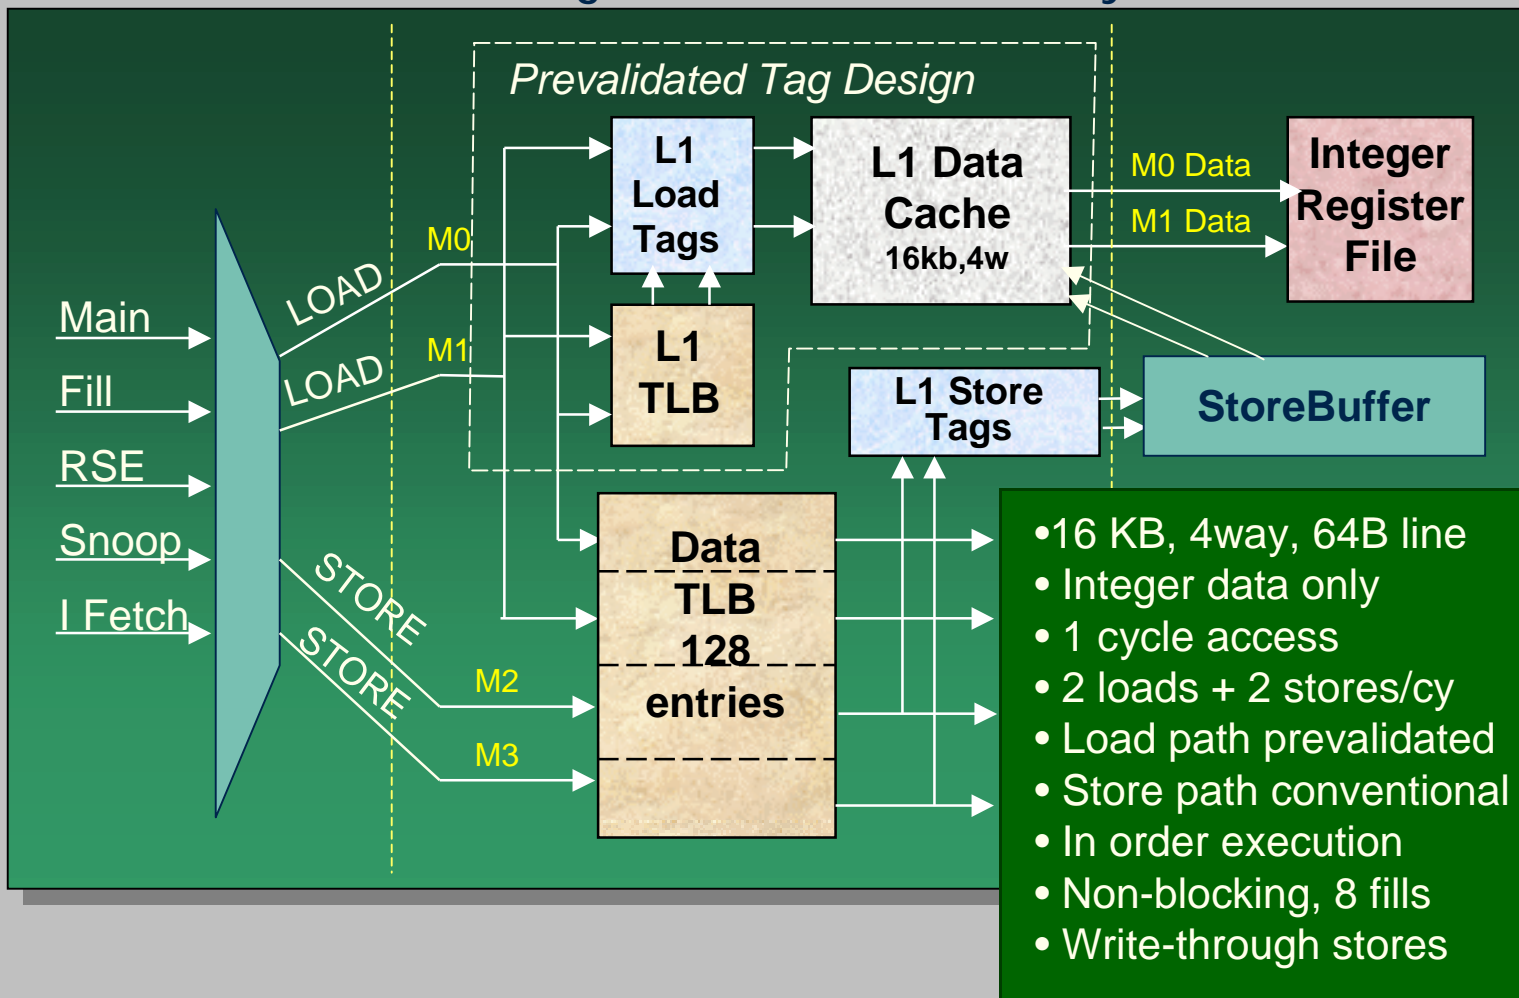 Prevalidated Tag Design
L1
Load
Tags
L1 Data
Cache
16kb,4w
M0 Data
M1 Data
Integer
Register
File
Main
Fill
RSE
Snoop
I Fetch
LOAD
LOAD
STORE
STORE
M0
M1
M2
M3
L1
TLB
L1 Store
Tags
StoreBuffer
Data
TLB
128
entries
•16 KB, 4way, 64B line
• Integer data only
• 1 cycle access
• 2 loads + 2 stores/cy
• Load path prevalidated
• Store path conventional
• In order execution
• Non-blocking, 8 fills
• Write-through stores